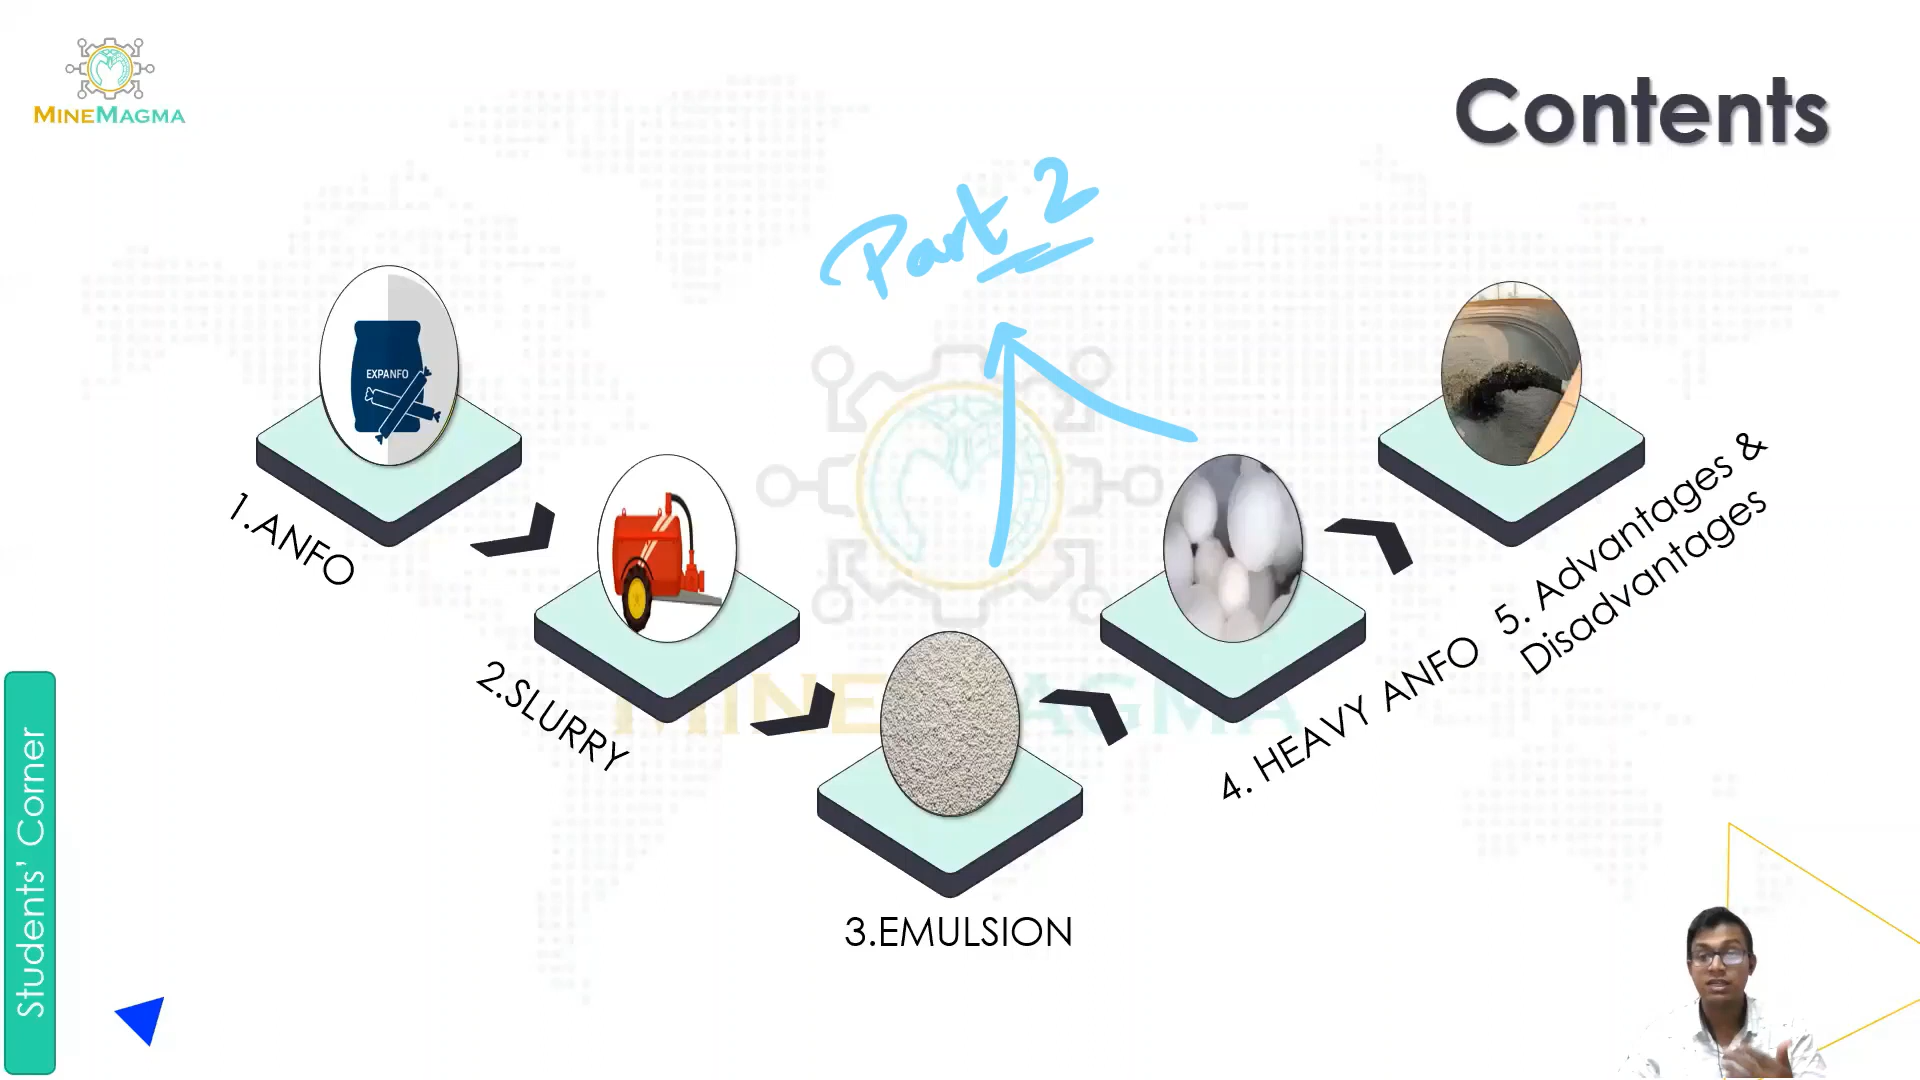 MINEMAGMA
Contents
Part 2
EXPANFO
1.ANFO
2.SLURRY
3.EMULSION
4. HEAVY ANFO
5. Advantages &
Disadvantages
MINEMAGMA
Students' Corner